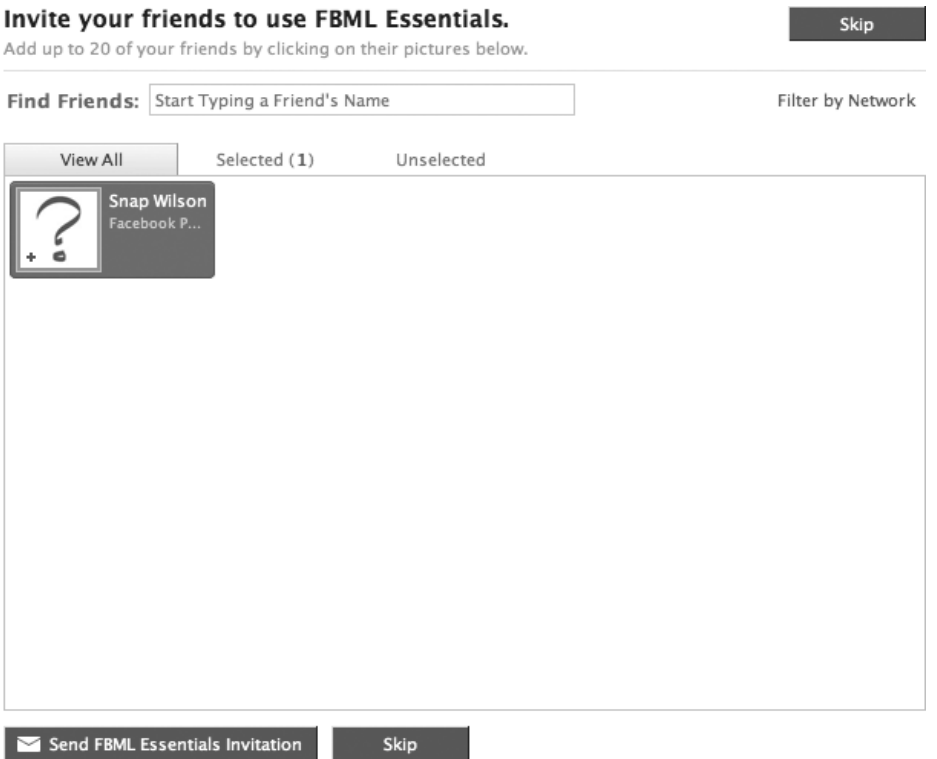 Invite your friends to use FBML Essentials.
Skip
Add up to 20 of your friends by clicking on their pictures below.
Find Friends: Start Typing a Friend's Name
Filter by Network
View All
Selected (1)
Unselected
Snap Wilson
Facebook P...
Send FBML Essentials Invitation
Skip